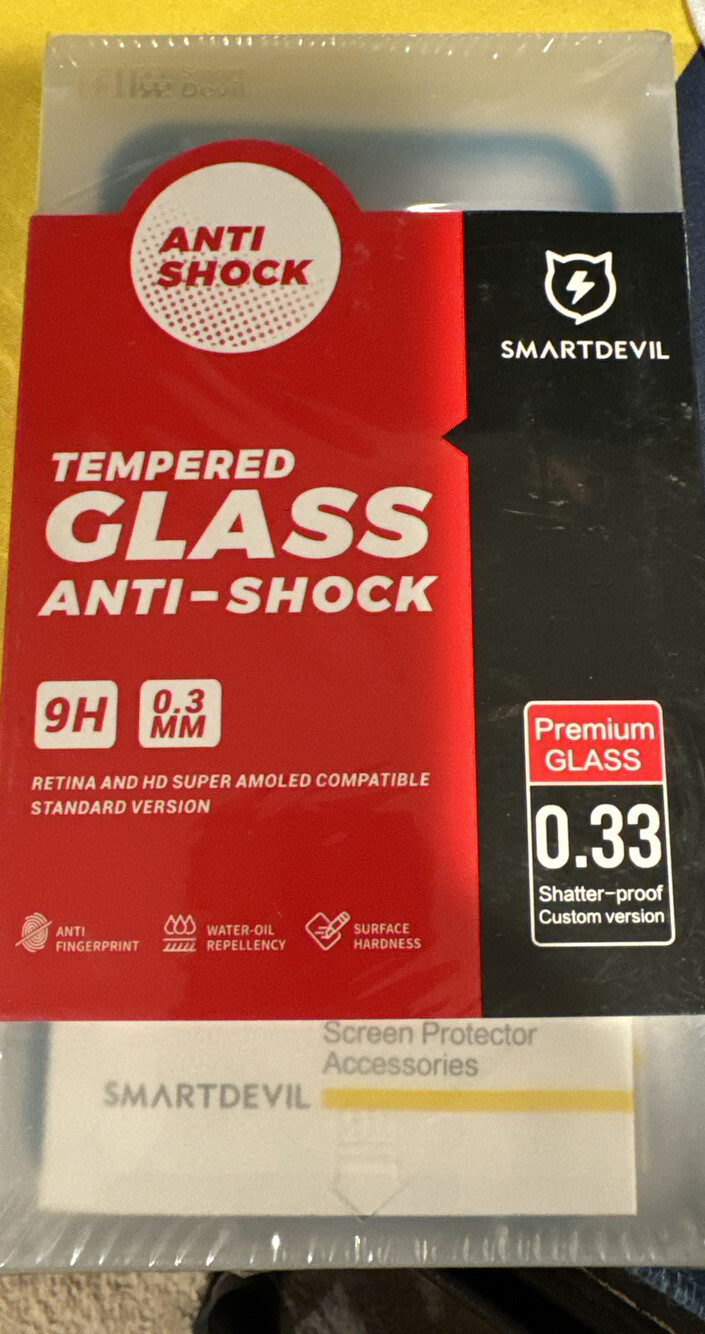 Smart
Devil
ANTI
SHOCK
SMARTDEVIL
TEMPERED
GLASS
ANTI-SHOCK
9H
0.3
MM
RETINA AND HD SUPER AMOLED COMPATIBLE
STANDARD VERSION
Premium
GLASS
0.33
Shatter-proof
Custom version
ANTI
FINGERPRINT
WATER-OIL
REPELLENCY
SURFACE
HARDNESS
Screen Protector
Accessories
SMARTDEVIL